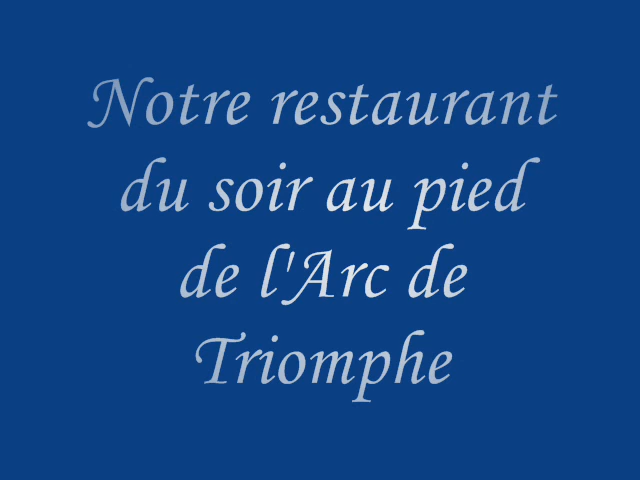 Notre restaurant
du soir au pied
de l'Arc de
Triomphe